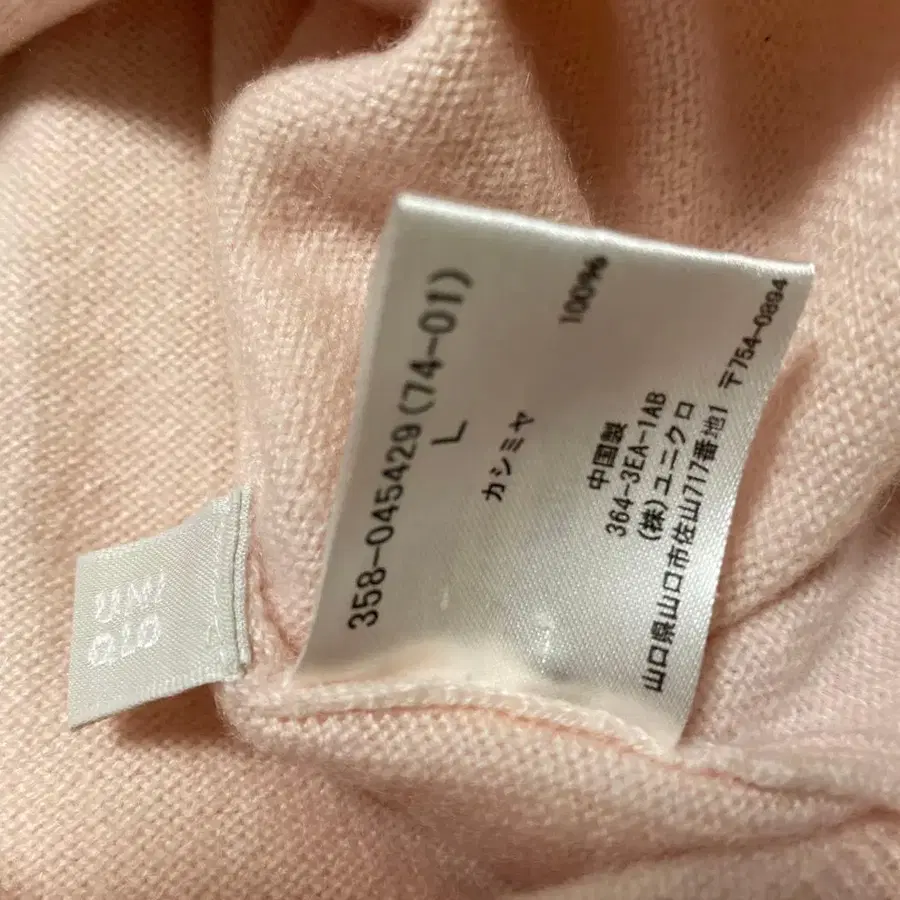 358-045429(74-01)
L
カシミヤ 100%
中国製
364-3EA-1AB
(株)ユニクロ
山口県山口市佐山717番地1 〒754-0894
UNI
QLO